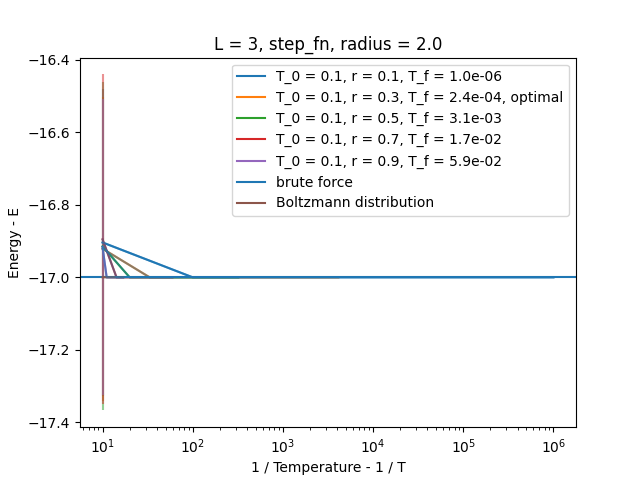 L = 3, step_fn, radius = 2.0
−16.4
−16.6
−16.8
−17.0
−17.2
−17.4
Energy - E
T_0 = 0.1, r = 0.1, T_f = 1.0e-06
T_0 = 0.1, r = 0.3, T_f = 2.4e-04, optimal
T_0 = 0.1, r = 0.5, T_f = 3.1e-03
T_0 = 0.1, r = 0.7, T_f = 1.7e-02
T_0 = 0.1, r = 0.9, T_f = 5.9e-02
brute force
Boltzmann distribution
10¹ 10² 10³ 10⁴ 10⁵ 10⁶
1 / Temperature - 1 / T